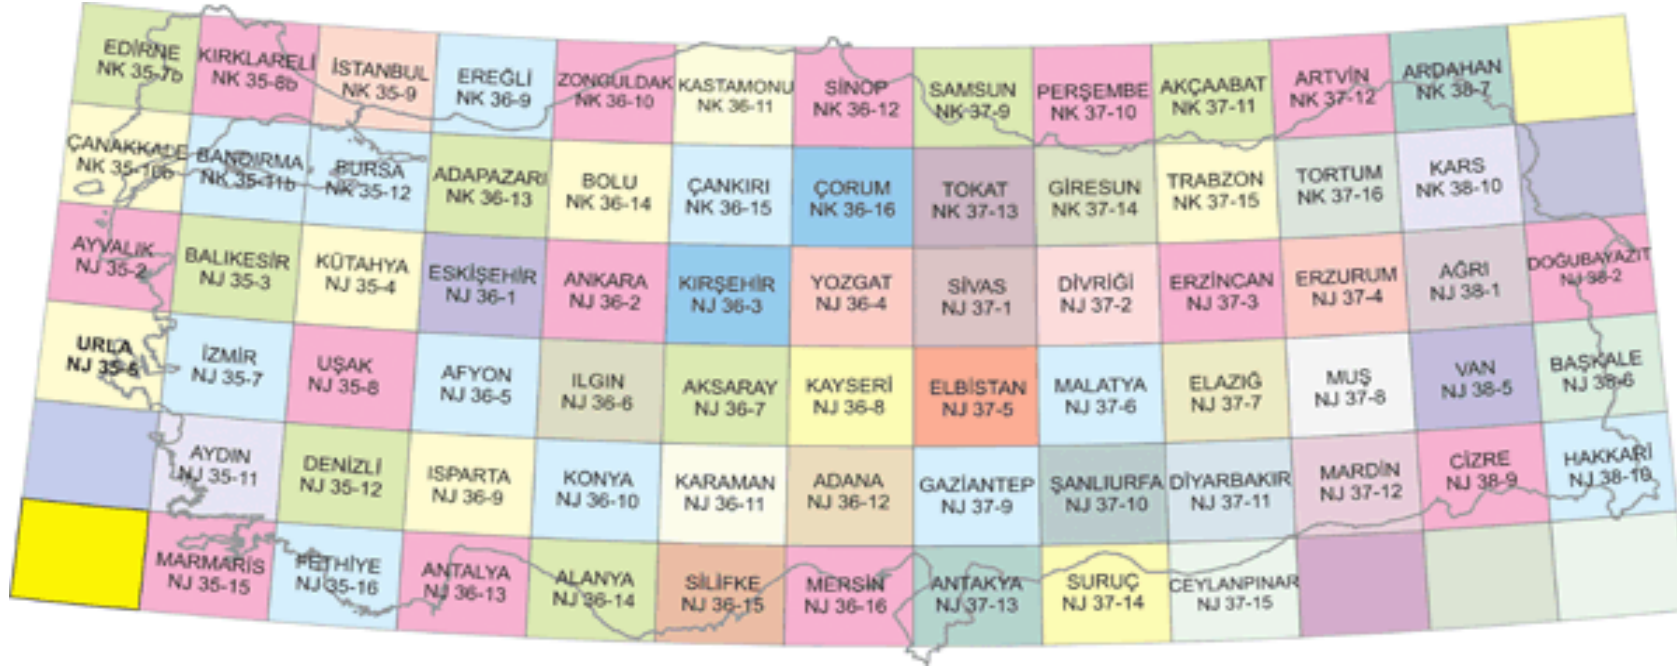 EDİRNE
NK 35-7b
KIRKLARELİ
NK 35-8b
İSTANBUL
NK 35-9
EREĞLİ
NK 36-9
ZONGULDAK
NK 36-10
KASTAMONU
NK 36-11
SİNOP
NK 36-12
SAMSUN
NK 37-9
PERŞEMBE
NK 37-10
AKÇAABAT
NK 37-11
ARTVİN
NK 37-12
ARDAHAN
NK 38-7
ÇANAKKALE
NK 35-10b
BANDIRMA
NK 35-11b
BURSA
NK 35-12
ADAPAZARI
NK 36-13
BOLU
NK 36-14
ÇANKIRI
NK 36-15
ÇORUM
NK 36-16
TOKAT
NK 37-13
GİRESUN
NK 37-14
TRABZON
NK 37-15
TORTUM
NK 37-16
KARS
NK 38-10
AYVALIK
NJ 35-2
BALIKESİR
NJ 35-3
KÜTAHYA
NJ 35-4
ESKİŞEHİR
NJ 36-1
ANKARA
NJ 36-2
KIRŞEHİR
NJ 36-3
YOZGAT
NJ 36-4
SİVAS
NJ 37-1
DİVRİĞİ
NJ 37-2
ERZİNCAN
NJ 37-3
ERZURUM
NJ 37-4
AĞRI
NJ 38-1
DOĞUBAYAZIT
NJ 38-2
URLA
NJ 35-6
İZMİR
NJ 35-7
UŞAK
NJ 35-8
AFYON
NJ 36-5
ILGIN
NJ 36-6
AKSARAY
NJ 36-7
KAYSERİ
NJ 36-8
ELBİSTAN
NJ 37-5
MALATYA
NJ 37-6
ELAZIĞ
NJ 37-7
MUŞ
NJ 37-8
VAN
NJ 38-5
BAŞKALE
NJ 38-6
AYDIN
NJ 35-11
DENİZLİ
NJ 35-12
ISPARTA
NJ 36-9
KONYA
NJ 36-10
KARAMAN
NJ 36-11
ADANA
NJ 36-12
GAZİANTEP
NJ 37-9
ŞANLIURFA
NJ 37-10
DİYARBAKIR
NJ 37-11
MARDİN
NJ 37-12
CİZRE
NJ 38-9
HAKKARİ
NJ 38-10
MARMARİS
NJ 35-15
FETHİYE
NJ 35-16
ANTALYA
NJ 36-13
ALANYA
NJ 36-14
SİLİFKE
NJ 36-15
MERSİN
NJ 36-16
ANTAKYA
NJ 37-13
SURUÇ
NJ 37-14
CEYLANPINAR
NJ 37-15